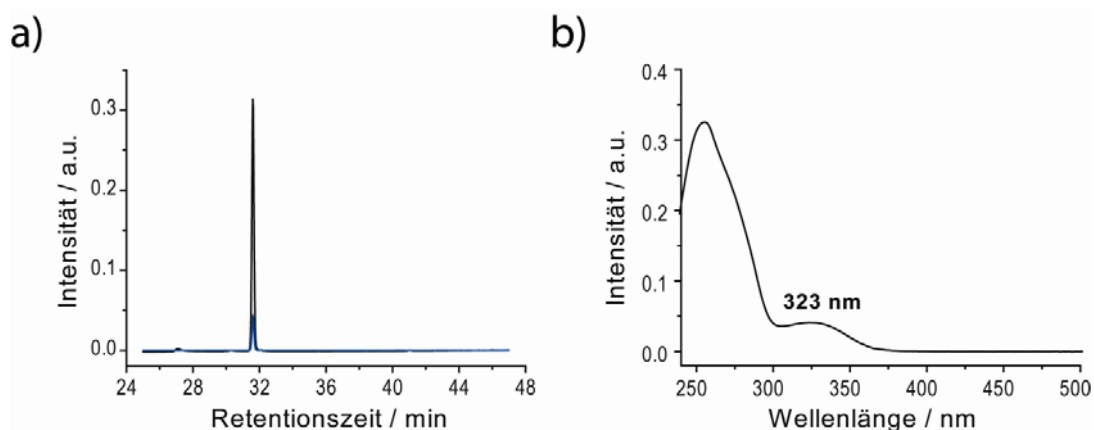 a)
Intensität / a.u.
0.3
0.2
0.1
0.0
24 28 32 36 40 44 48
Retentionszeit / min
b)
Intensität / a.u.
0.4
0.3
0.2
0.1
0.0
323 nm
250 300 350 400 450 500
Wellenlänge / nm